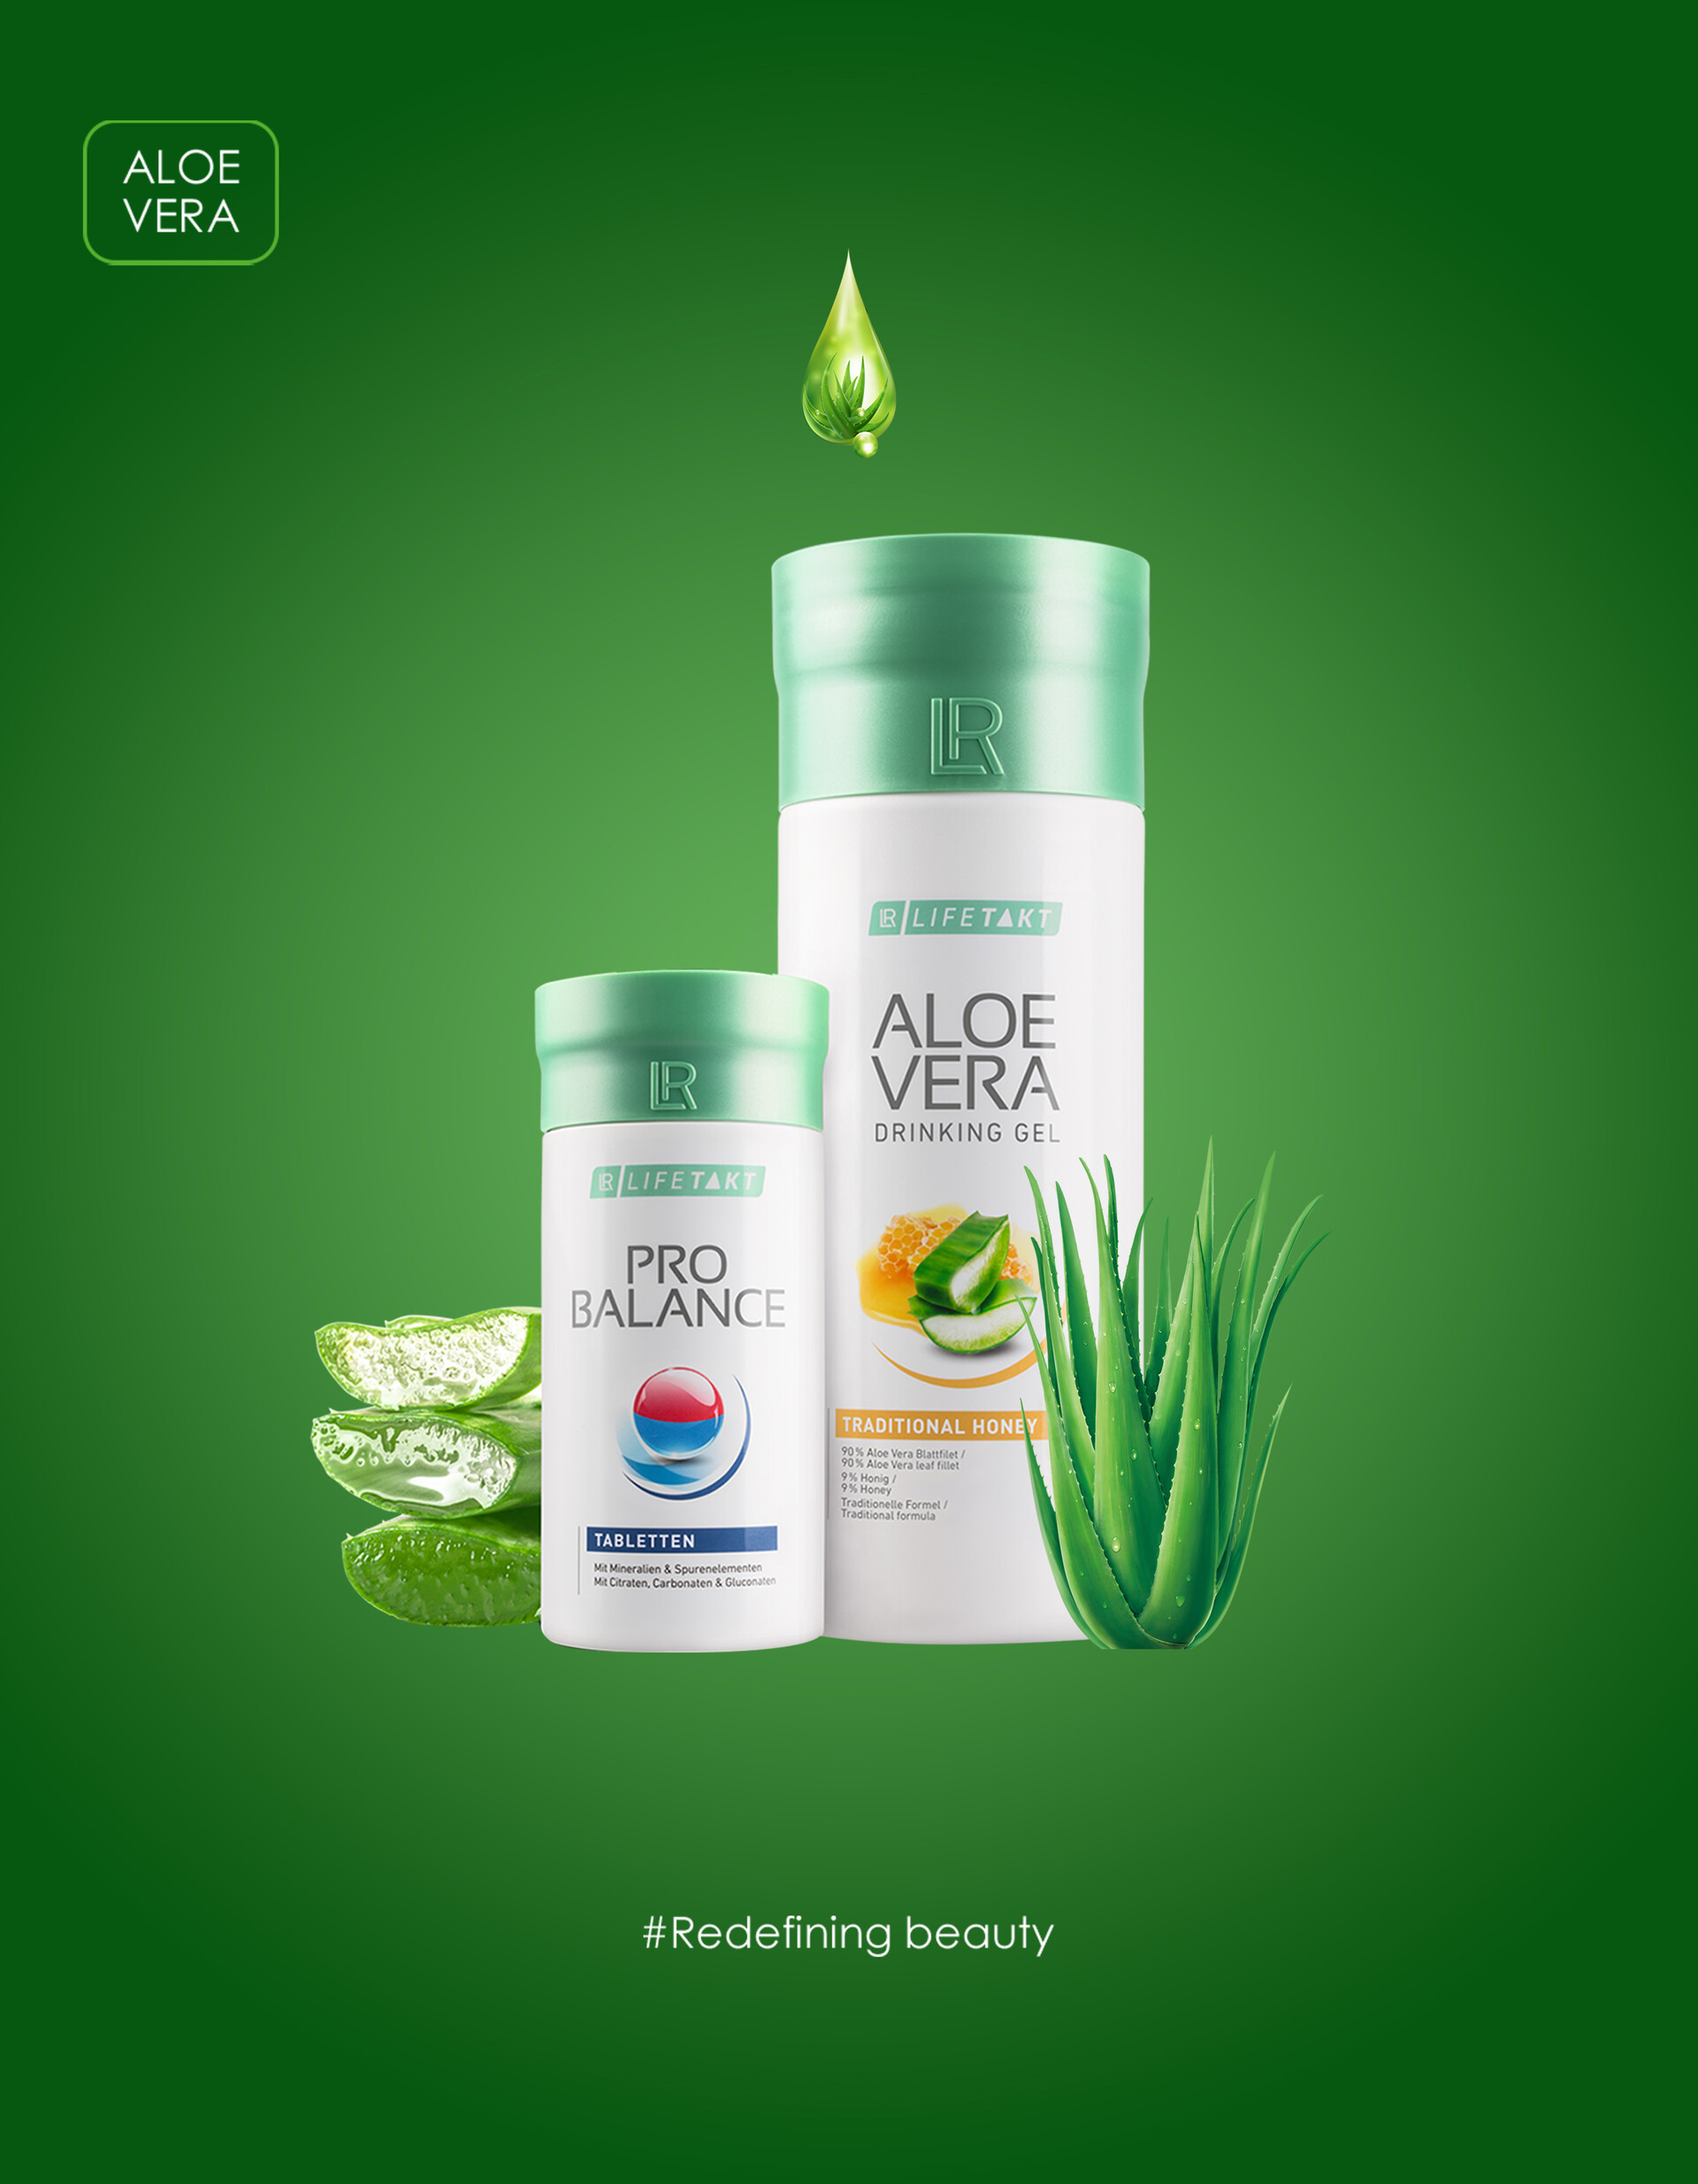 ALOE
VERA
LR
LR LIFETAKT
ALOE
VERA
DRINKING GEL
TRADITIONAL HONEY
90% Aloe Vera Blattfilet /
90% Aloe Vera leaf fillet
9% Honig /
9% Honey
Traditionelle Formel /
Traditional formula
LR
LR LIFETAKT
PRO
BALANCE
TABLETTEN
Mit Mineralien & Spurenelementen
Mit Citraten, Carbonaten & Gluconaten
#Redefining beauty